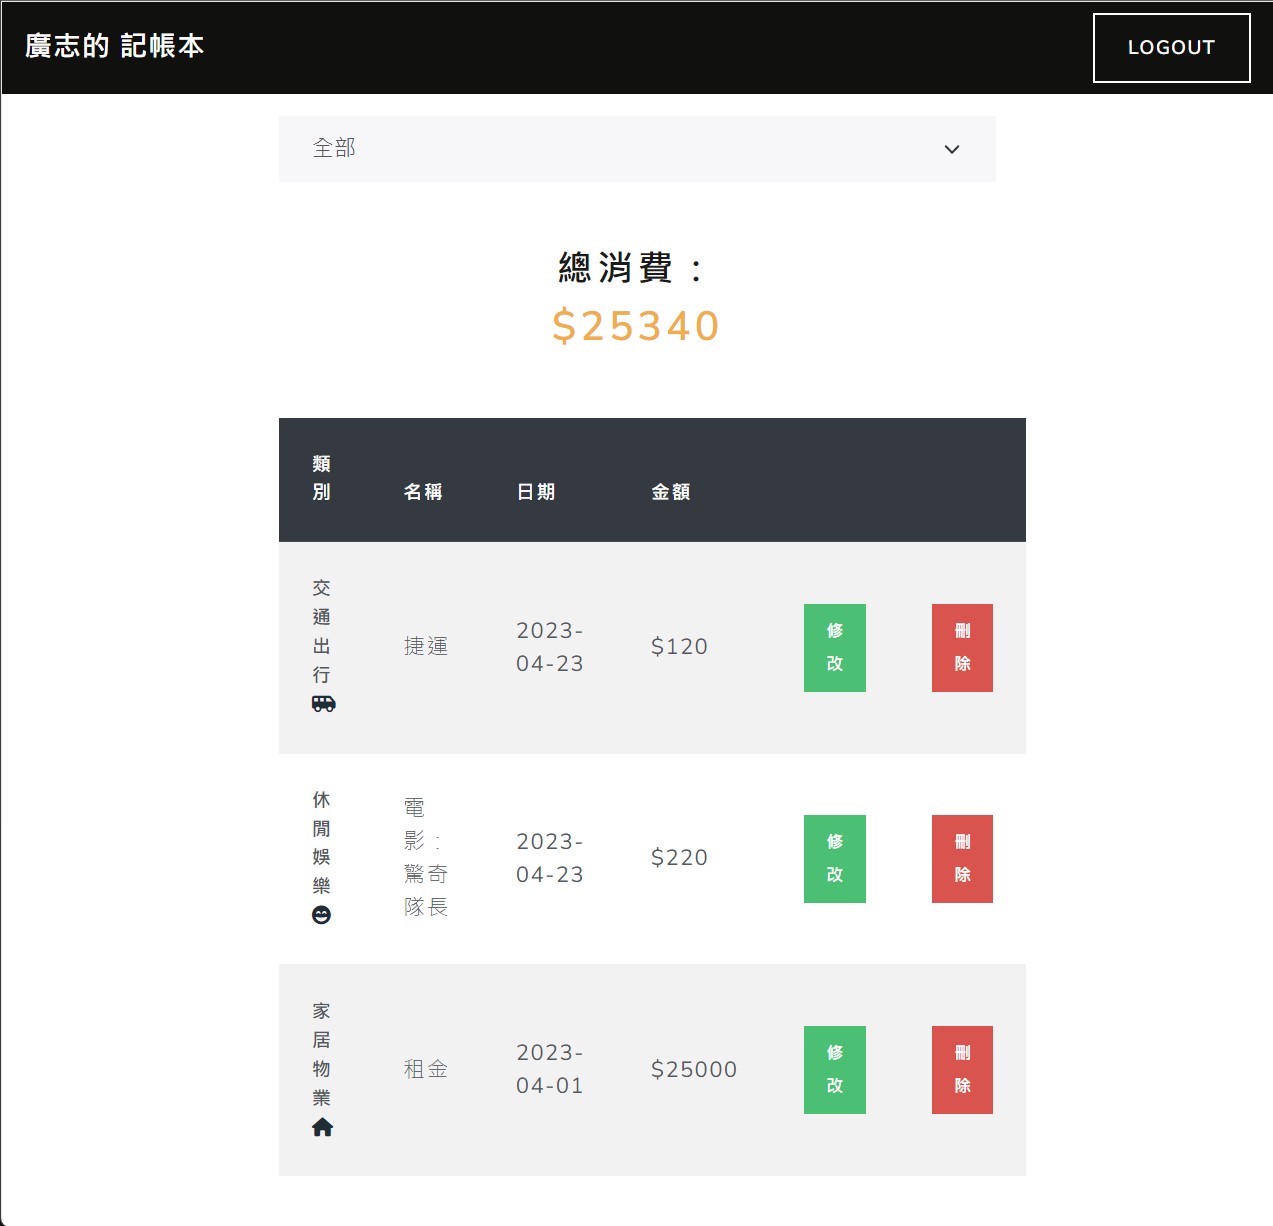 廣志的 記帳本
LOGOUT
全部
總消費：
$25340
類
別
名稱
日期
金額
交
通
出
行
捷運
2023-
04-23
$120
修
改
刪
除
休
閒
娛
樂
電
影：
驚奇
隊長
2023-
04-23
$220
修
改
刪
除
家
居
物
業
租金
2023-
04-01
$25000
修
改
刪
除